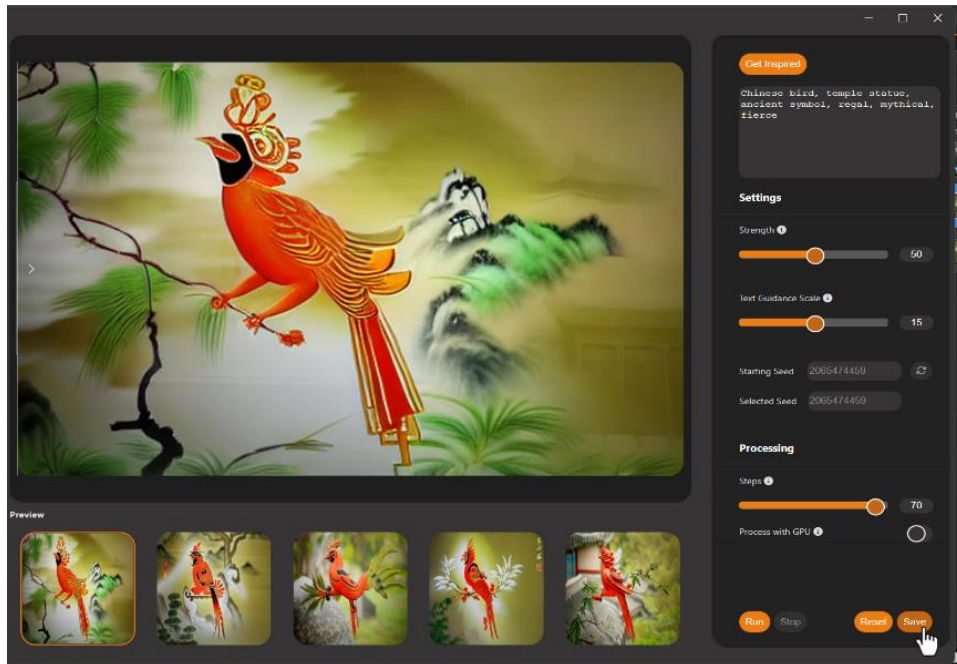 Get Inspired
Chinese bird, temple statue,
ancient symbol, regal, mythical,
fierce
Settings
Strength
50
Text Guidance Scale
15
Starting Seed 2065474459
Selected Seed 2065474459
Processing
Steps
70
Process with GPU
Preview
Run Stop Reset Save